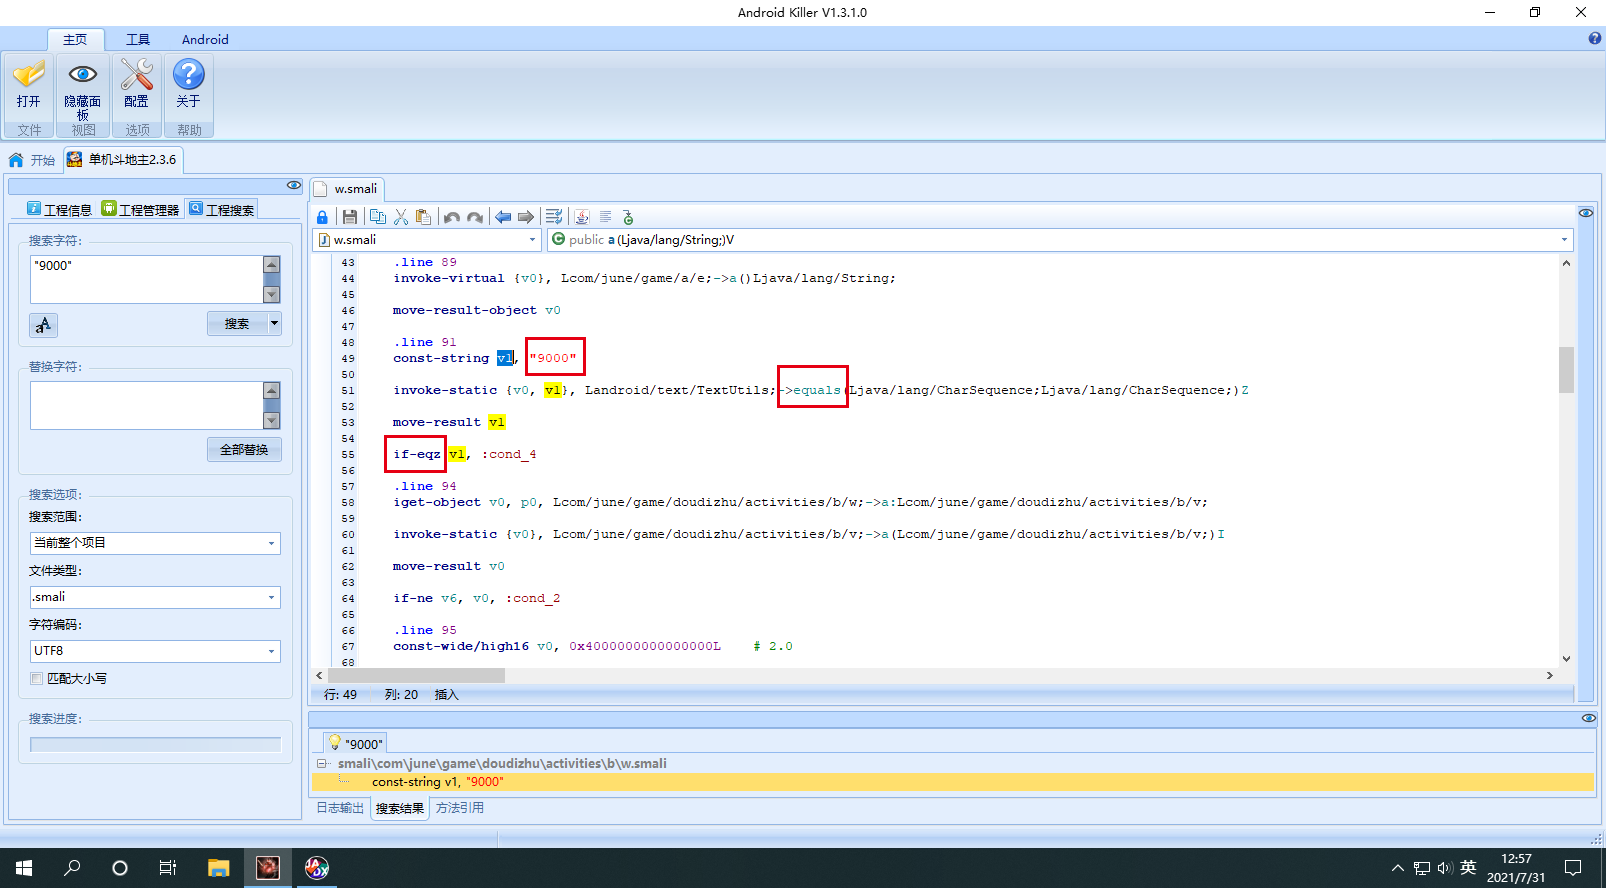 Android Killer V1.3.1.0
主页 工具 Android
打开 隐藏面板 配置 关于
文件 视图 选项 帮助
开始 单机斗地主2.3.6
工程信息 工程管理器 工程搜索
搜索字符:
"9000"
搜索
替换字符:
全部替换
搜索选项:
搜索范围:
当前整个项目
文件类型:
.smali
字符编码:
UTF8
匹配大小写
搜索进度:
w.smali
w.smali public a (Ljava/lang/String;)V
43 .line 89
44 invoke-virtual {v0}, Lcom/june/game/a/e;->a()Ljava/lang/String;
45
46 move-result-object v0
47
48 .line 91
49 const-string v1, "9000"
50
51 invoke-static {v0, v1}, Landroid/text/TextUtils;->equals(Ljava/lang/CharSequence;Ljava/lang/CharSequence;)Z
52
53 move-result v1
54
55 if-eqz v1, :cond_4
56
57 .line 94
58 iget-object v0, p0, Lcom/june/game/doudizhu/activities/b/w;->a:Lcom/june/game/doudizhu/activities/b/v;
59
60 invoke-static {v0}, Lcom/june/game/doudizhu/activities/b/v;->a(Lcom/june/game/doudizhu/activities/b/v;)I
61
62 move-result v0
63
64 if-ne v6, v0, :cond_2
65
66 .line 95
67 const-wide/high16 v0, 0x4000000000000000L # 2.0
68
行: 49 列: 20 插入
"9000"
smali\com\june\game\doudizhu\activities\b\w.smali
const-string v1, "9000"
日志输出 搜索结果 方法引用
英 12:57
2021/7/31